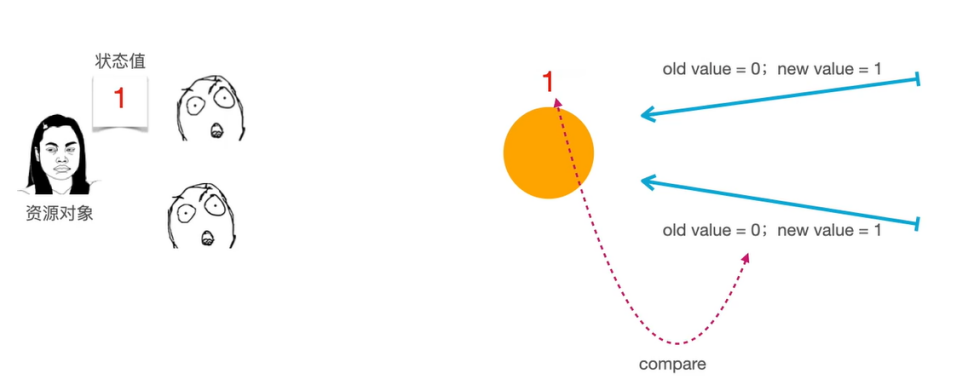 状态值
1
资源对象
1
old value = 0；new value = 1
old value = 0；new value = 1
compare